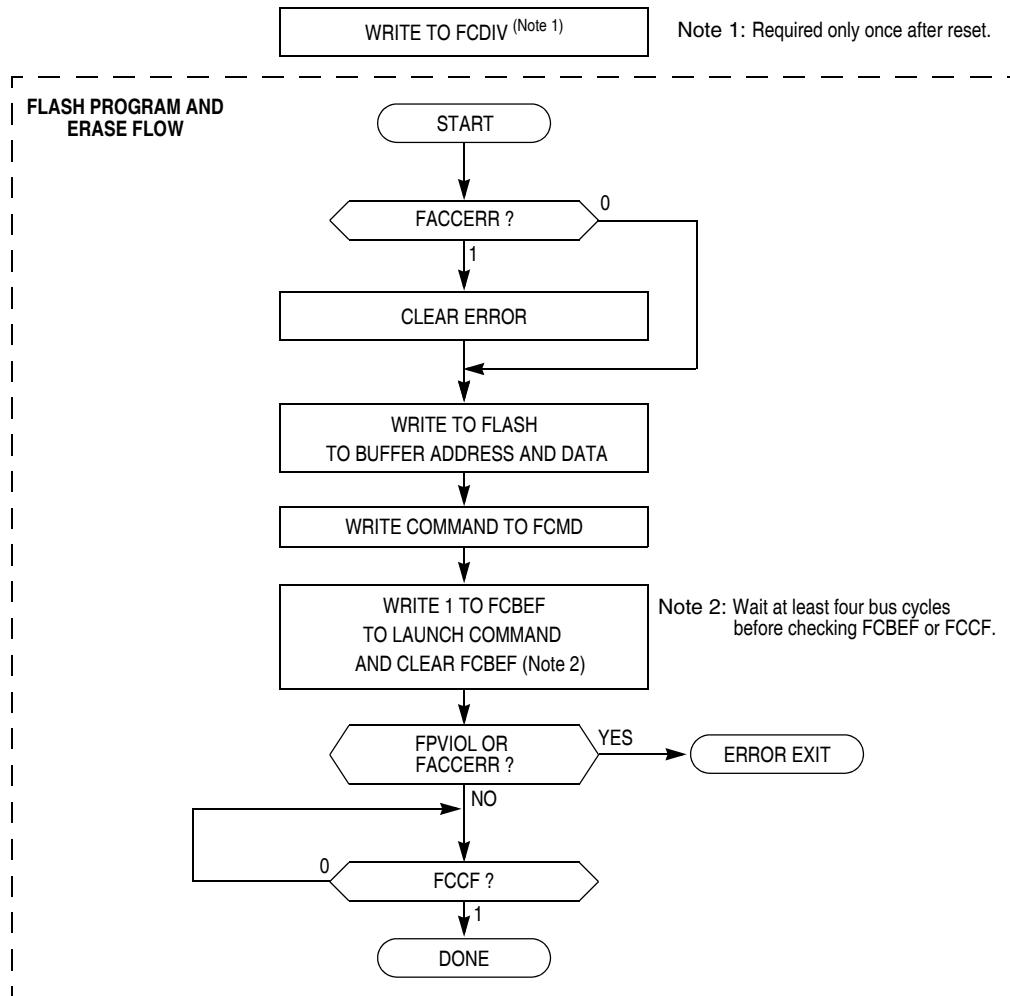 WRITE TO FCDIV (Note 1)
Note 1: Required only once after reset.
FLASH PROGRAM AND
ERASE FLOW
START
FACCERR ?
0
1
CLEAR ERROR
WRITE TO FLASH
TO BUFFER ADDRESS AND DATA
WRITE COMMAND TO FCMD
WRITE 1 TO FCBEF
TO LAUNCH COMMAND
AND CLEAR FCBEF (Note 2)
Note 2: Wait at least four bus cycles
before checking FCBEF or FCCF.
FPVIOL OR
FACCERR ?
YES
ERROR EXIT
NO
0
FCCF ?
1
DONE